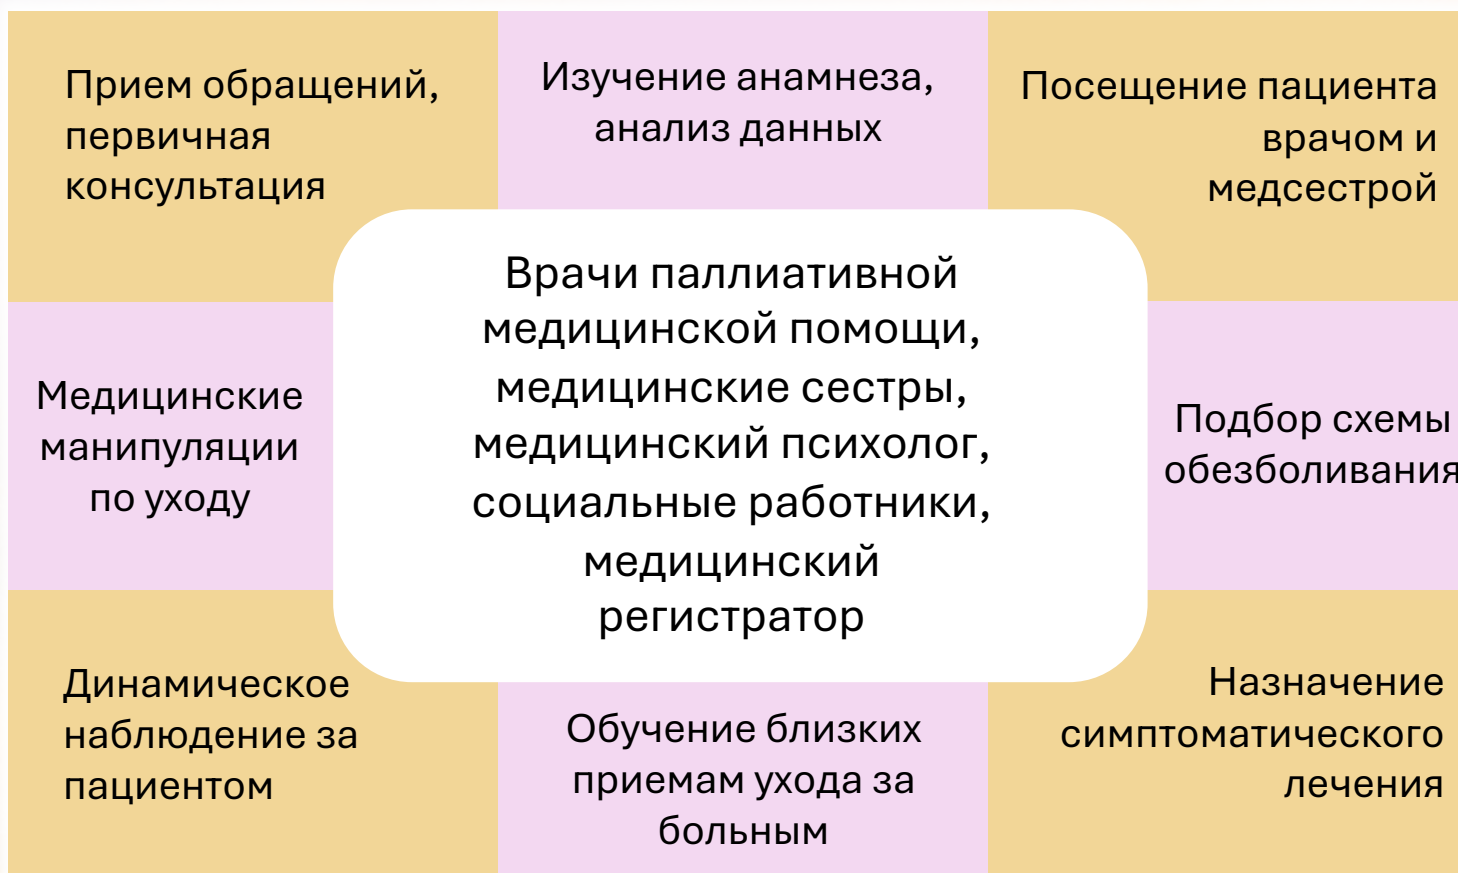 Прием обращений,
первичная
консультация
Изучение анамнеза,
анализ данных
Посещение пациента
врачом и
медсестрой
Медицинские
манипуляции
по уходу
Врачи паллиативной
медицинской помощи,
медицинские сестры,
медицинский психолог,
социальные работники,
медицинский
регистратор
Подбор схемы
обезболивания
Динамическое
наблюдение за
пациентом
Обучение близких
приемам ухода за
больным
Назначение
симптоматического
лечения